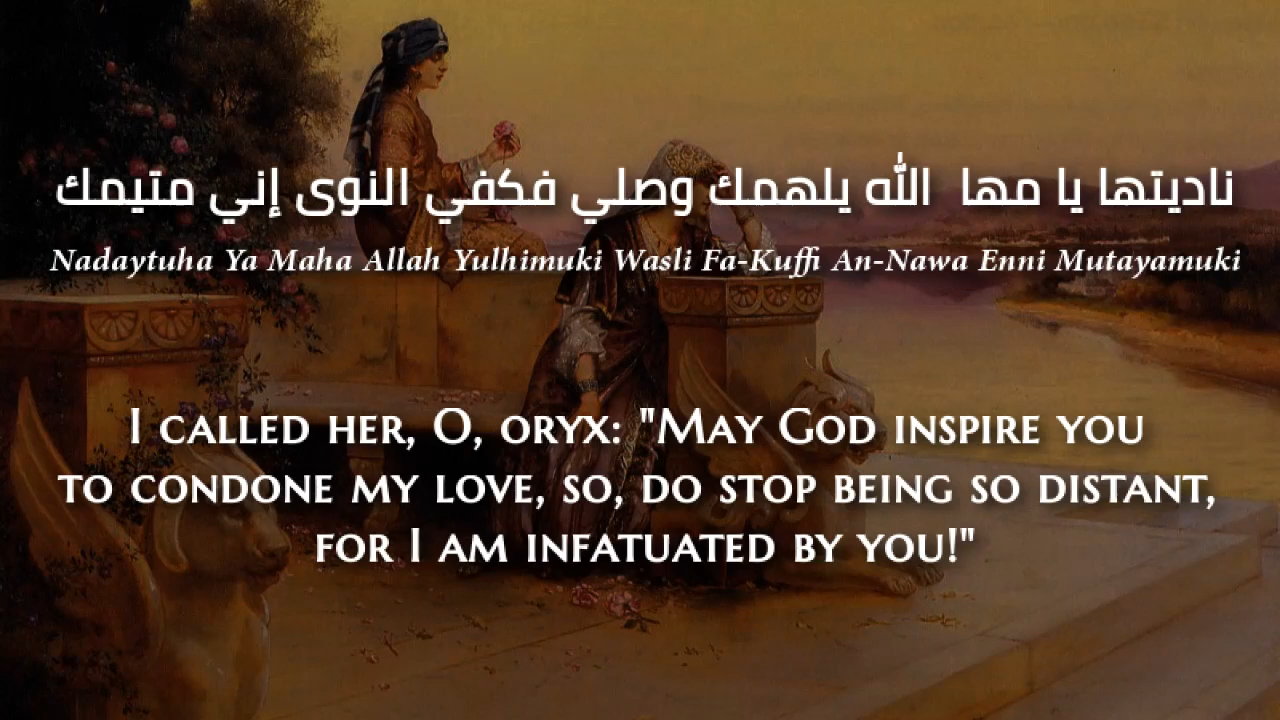 ناديتها يا مها الله يلهمك وصلي فكفي النوى إني متيمك
Nadaytuha Ya Maha Allah Yulhimuki Wasli Fa-Kuffi An-Nawa Enni Mutayamuki
I called her, O, oryx: "May God inspire you
to condone my love, so, do stop being so distant,
for I am infatuated by you!"